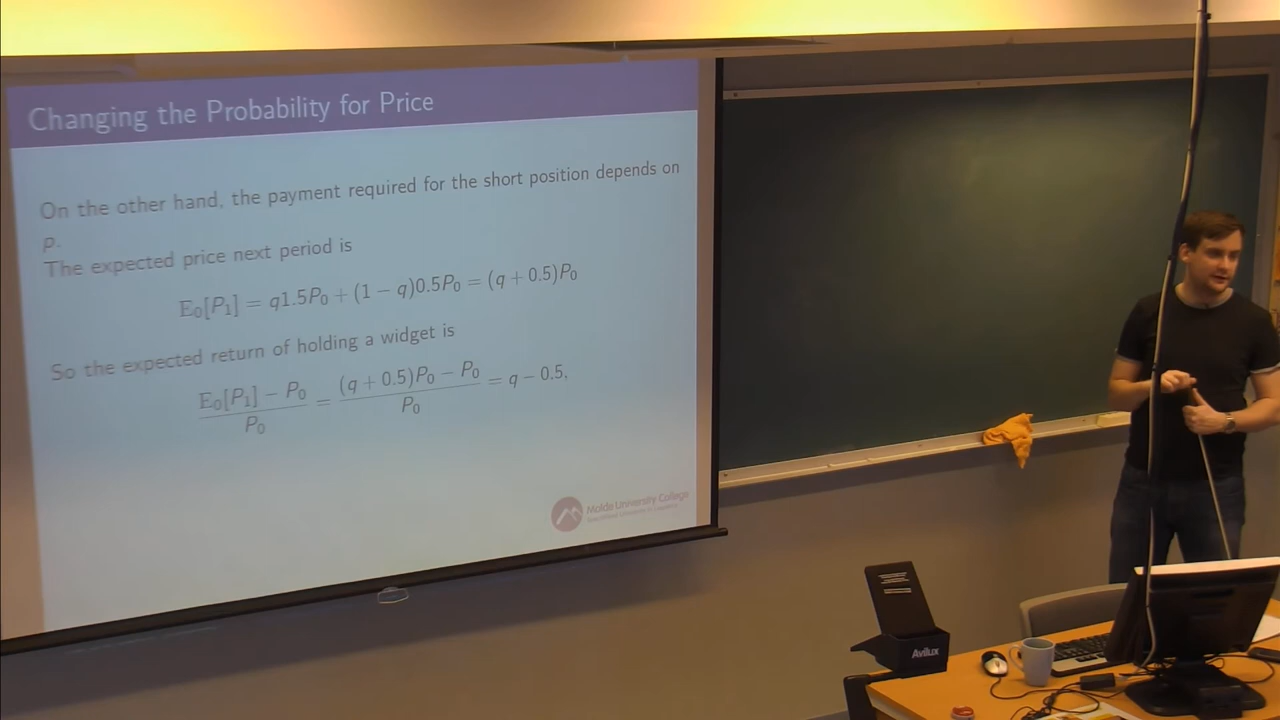 Changing the Probability for Price
On the other hand, the payment required for the short position depends on
p.
The expected price next period is
E₀[P₁] = q1.5P₀ + (1 − q)0.5P₀ = (q + 0.5)P₀
So the expected return of holding a widget is
(E₀[P₁] − P₀)/P₀ = ((q + 0.5)P₀ − P₀)/P₀ = q − 0.5.
Molde University College
Avilux